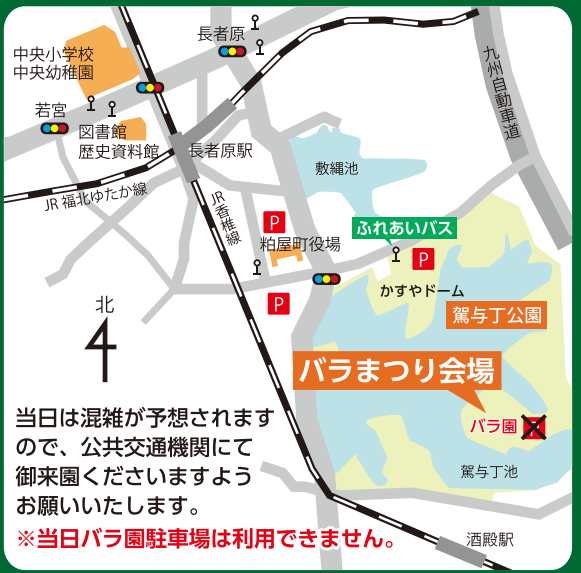 長者原
中央小学校
中央幼稚園
若宮
図書館
歴史資料館
長者原駅
九州自動車道
敷縄池
JR 福北ゆたか線
JR香椎線
P
粕屋町役場
ふれあいバス
P
かすやドーム
P
北
駕与丁公園
バラまつり会場
バラ園
駕与丁池
当日は混雑が予想されます
ので、公共交通機関にて
御来園くださいますよう
お願いいたします。
※当日バラ園駐車場は利用できません。
酒殿駅